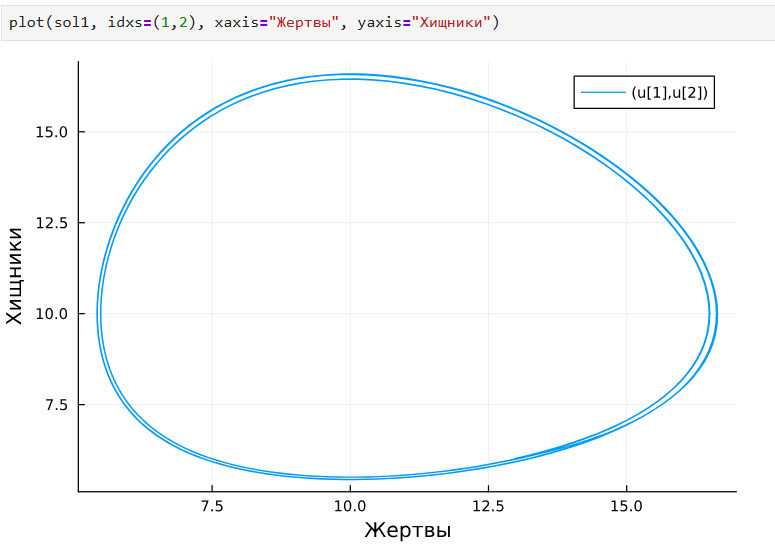 plot(sol1, idxs=(1,2), xaxis="Жертвы", yaxis="Хищники")
(u[1],u[2])
15.0
12.5
10.0
7.5
Хищники
7.5 10.0 12.5 15.0
Жертвы